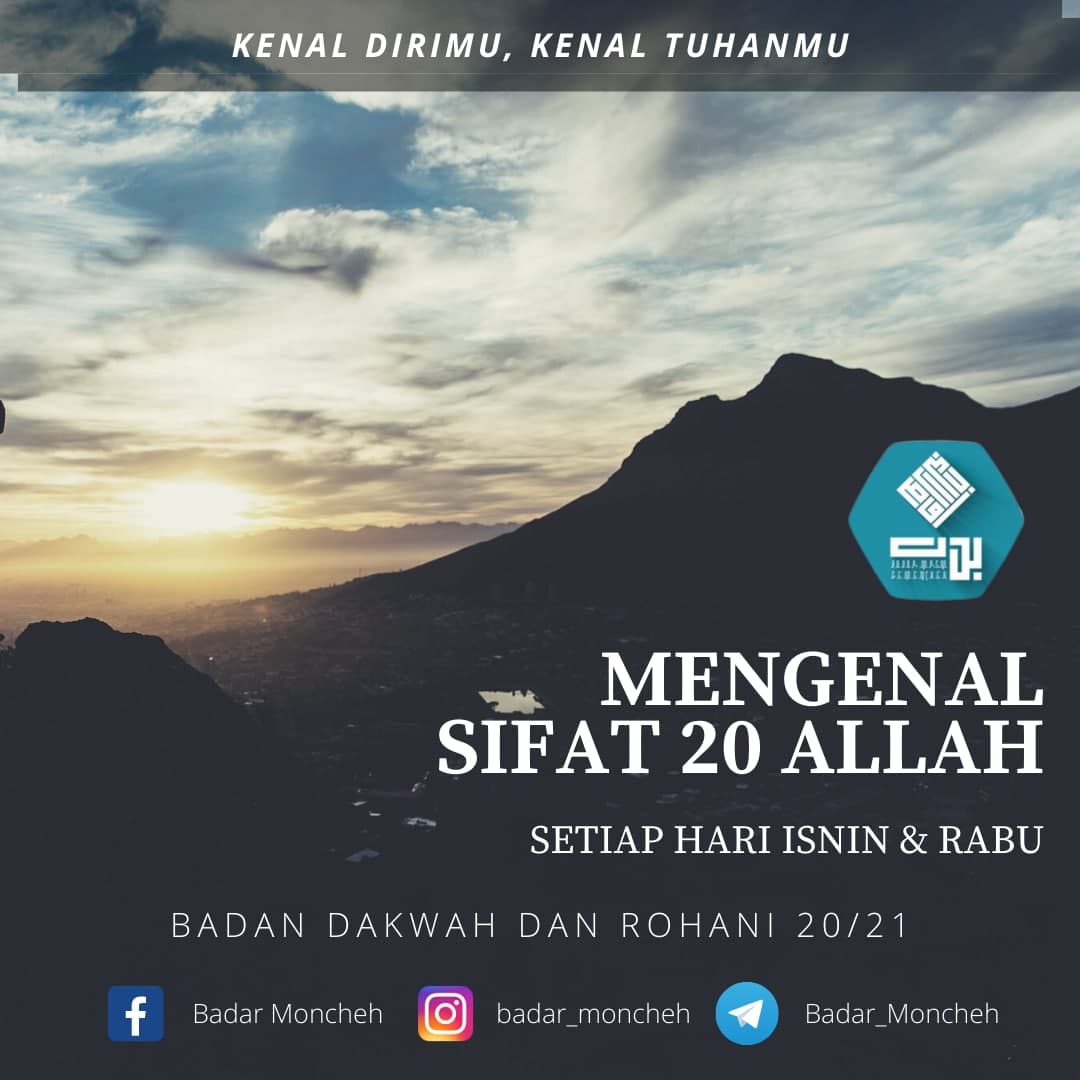 KENAL DIRIMU, KENAL TUHANMU
MENGENAL
SIFAT 20 ALLAH
SETIAP HARI ISNIN & RABU
BADAN DAKWAH DAN ROHANI 20/21
Badar Moncheh
badar_moncheh
Badar_Moncheh